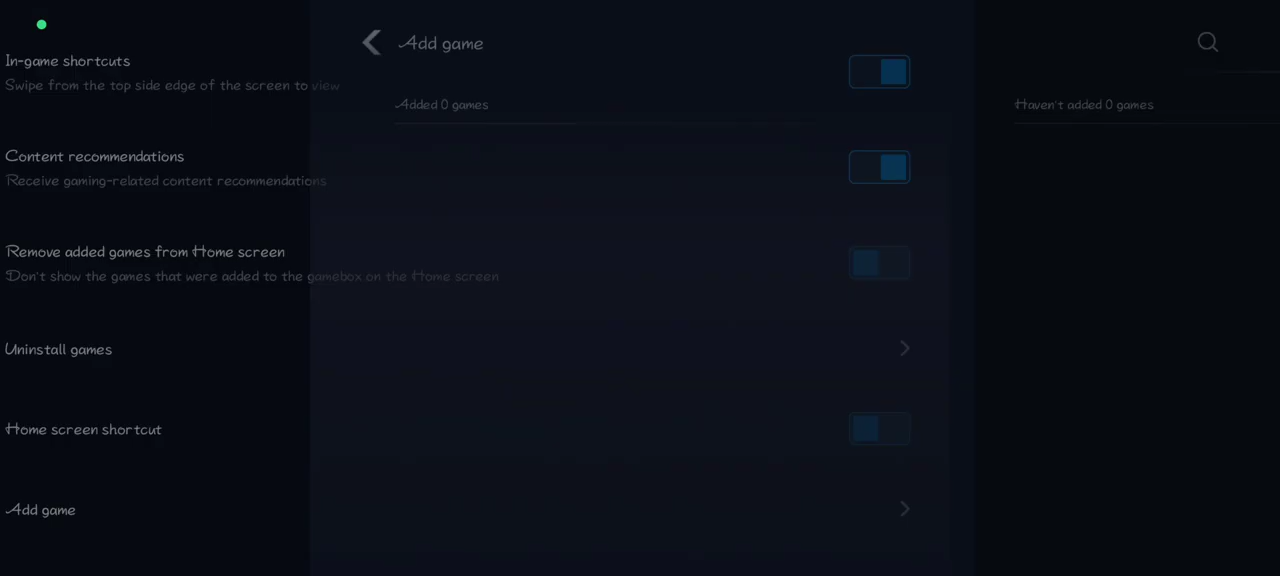 Add game
In-game shortcuts
Swipe from the top side edge of the screen to view
Added 0 games
Haven't added 0 games
Content recommendations
Receive gaming-related content recommendations
Remove added games from Home screen
Don't show the games that were added to the gamebox on the Home screen
Uninstall games
Home screen shortcut
Add game